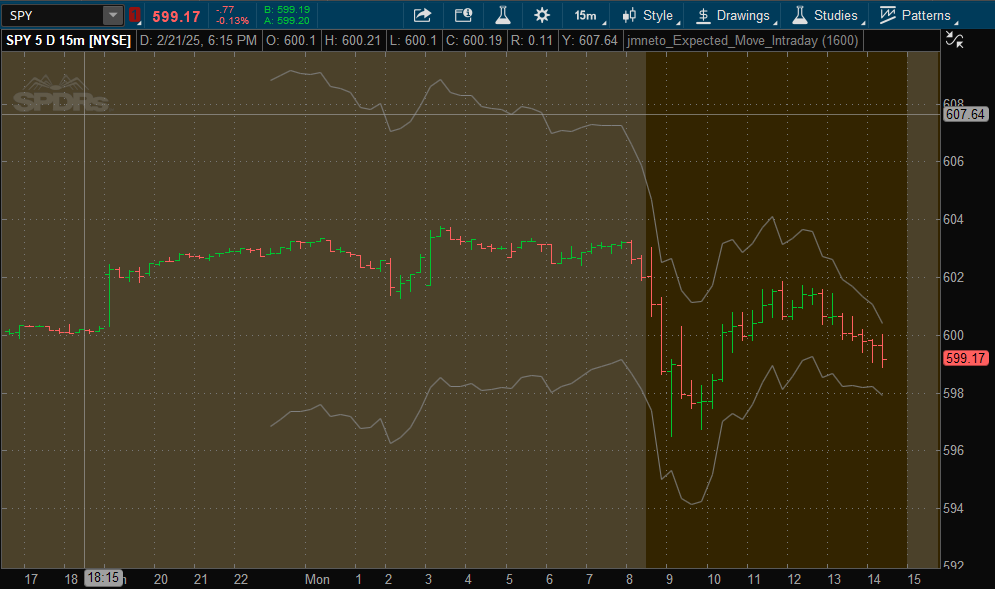 SPY 599.17 -.77 -0.13% B: 599.19 A: 599.20 15m Style Drawings Studies Patterns
SPY 5 D 15m [NYSE] D: 2/21/25, 6:15 PM O: 600.1 H: 600.21 L: 600.1 C: 600.19 R: 0.11 Y: 607.64 jmneto_Expected_Move_Intraday (1600)
SPDRs
608
607.64
606
604
602
600
599.17
598
596
594
592
17 18 18:15 20 21 22 Mon 1 2 3 4 5 6 7 8 9 10 11 12 13 14 15